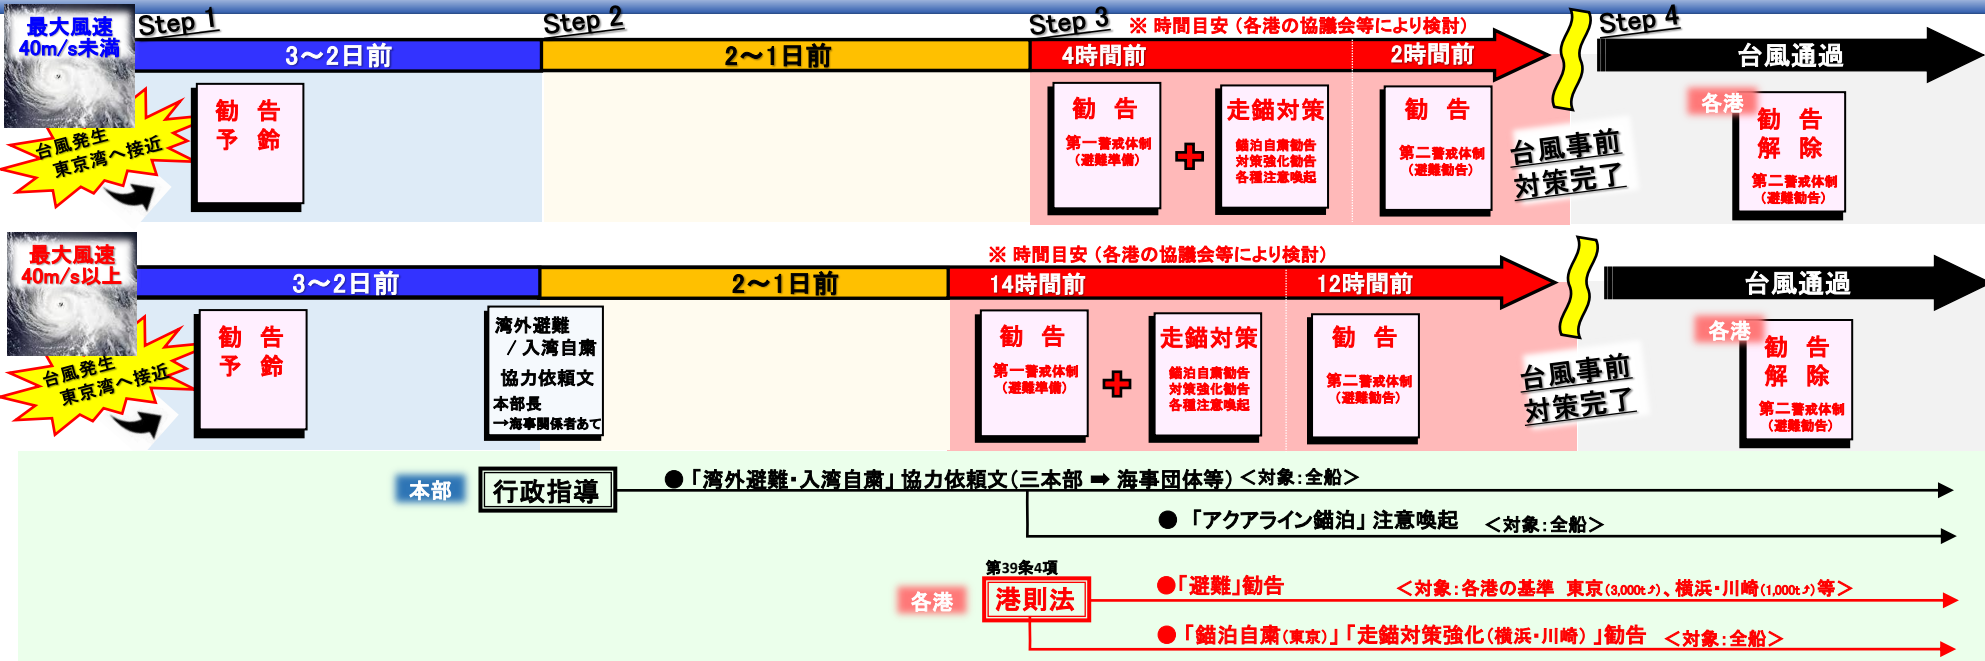 最大風速
40m/s未満
Step 1
Step 2
Step 3
※ 時間目安（各港の協議会等により検討）
Step 4
3～2日前
2～1日前
4時間前
2時間前
台風通過
台風発生
東京湾へ接近
勧 告
予 鈴
勧 告
第一警戒体制
（避難準備）
走錨対策
錨泊自粛勧告
対策強化勧告
各種注意喚起
勧 告
第二警戒体制
（避難勧告）
台風事前
対策完了
各港
勧 告
解 除
第二警戒体制
（避難勧告）
最大風速
40m/s以上
※ 時間目安（各港の協議会等により検討）
3～2日前
2～1日前
14時間前
12時間前
台風通過
台風発生
東京湾へ接近
勧 告
予 鈴
湾外避難
/ 入湾自粛
協力依頼文
本部長
→海事関係者あて
勧 告
第一警戒体制
（避難準備）
走錨対策
錨泊自粛勧告
対策強化勧告
各種注意喚起
勧 告
第二警戒体制
（避難勧告）
台風事前
対策完了
各港
勧 告
解 除
第二警戒体制
（避難勧告）
本部
行政指導
●「湾外避難・入湾自粛」協力依頼文（三本部 ➡ 海事団体等）＜対象：全船＞
● 「アクアライン錨泊」注意喚起 ＜対象：全船＞
第39条4項
各港
港則法
●「避難」勧告 ＜対象：各港の基準 東京（3,000t↗）、横浜・川崎（1,000t↗）等＞
●「錨泊自粛（東京）」「走錨対策強化（横浜・川崎）」勧告 ＜対象：全船＞